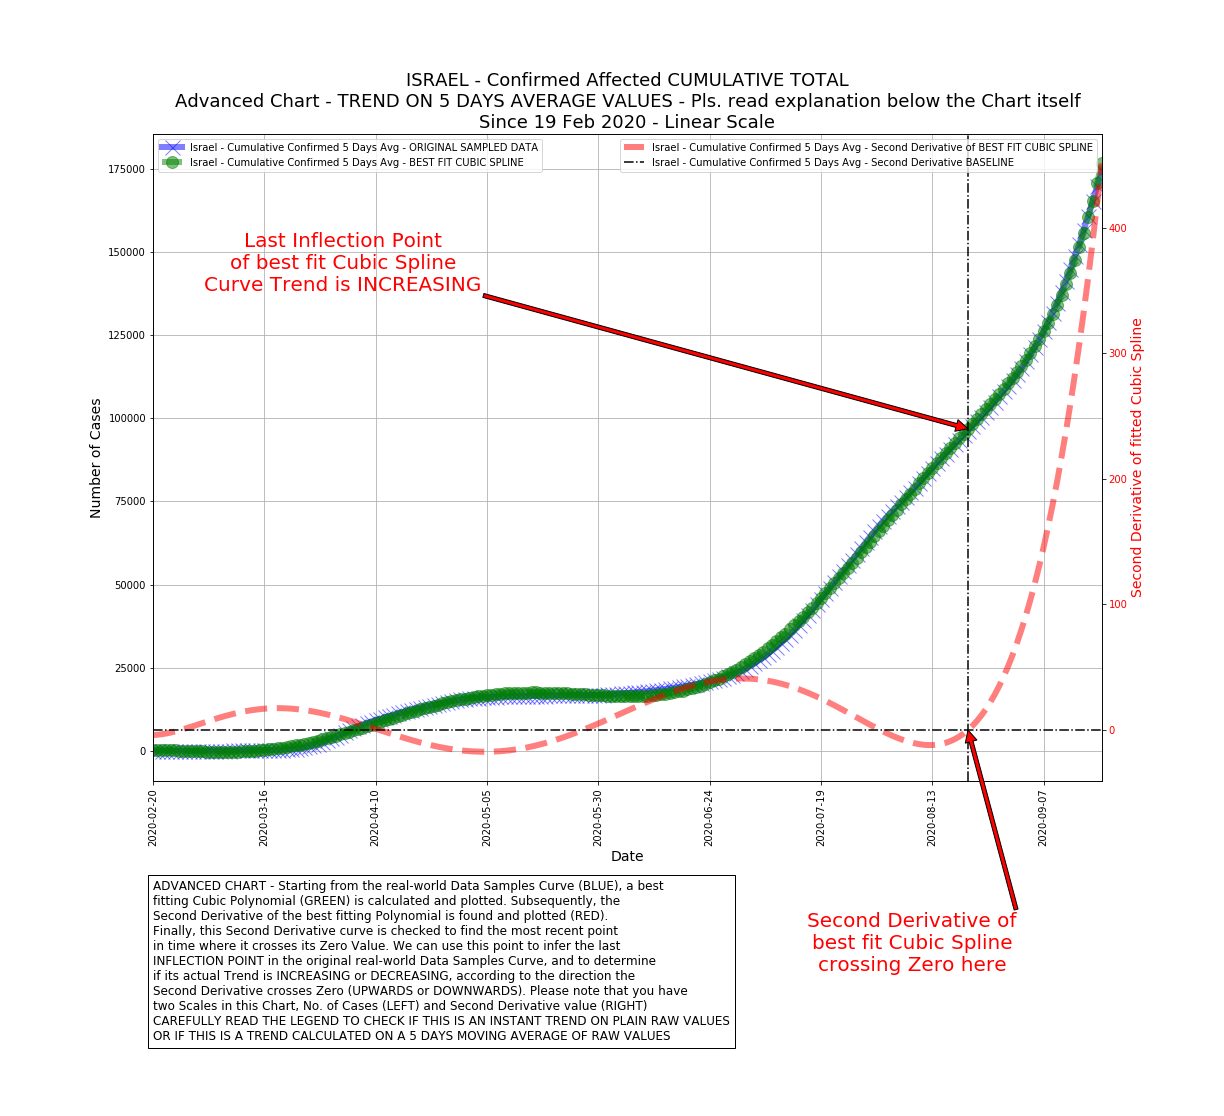 ISRAEL - Confirmed Affected CUMULATIVE TOTAL
Advanced Chart - TREND ON 5 DAYS AVERAGE VALUES - Pls. read explanation below the Chart itself
Since 19 Feb 2020 - Linear Scale
Israel - Cumulative Confirmed 5 Days Avg - ORIGINAL SAMPLED DATA
Israel - Cumulative Confirmed 5 Days Avg - BEST FIT CUBIC SPLINE
Israel - Cumulative Confirmed 5 Days Avg - Second Derivative of BEST FIT CUBIC SPLINE
Israel - Cumulative Confirmed 5 Days Avg - Second Derivative BASELINE
Last Inflection Point
of best fit Cubic Spline
Curve Trend is INCREASING
Number of Cases
175000
150000
125000
100000
75000
50000
25000
0
400
300
200
100
0
Second Derivative of fitted Cubic Spline
2020-02-20
2020-03-16
2020-04-10
2020-05-05
2020-05-30
2020-06-24
2020-07-19
2020-08-13
2020-09-07
Date
ADVANCED CHART - Starting from the real-world Data Samples Curve (BLUE), a best
fitting Cubic Polynomial (GREEN) is calculated and plotted. Subsequently, the
Second Derivative of the best fitting Polynomial is found and plotted (RED).
Finally, this Second Derivative curve is checked to find the most recent point
in time where it crosses its Zero Value. We can use this point to infer the last
INFLECTION POINT in the original real-world Data Samples Curve, and to determine
if its actual Trend is INCREASING or DECREASING, according to the direction the
Second Derivative crosses Zero (UPWARDS or DOWNWARDS). Please note that you have
two Scales in this Chart, No. of Cases (LEFT) and Second Derivative value (RIGHT)
CAREFULLY READ THE LEGEND TO CHECK IF THIS IS AN INSTANT TREND ON PLAIN RAW VALUES
OR IF THIS IS A TREND CALCULATED ON A 5 DAYS MOVING AVERAGE OF RAW VALUES
Second Derivative of
best fit Cubic Spline
crossing Zero here